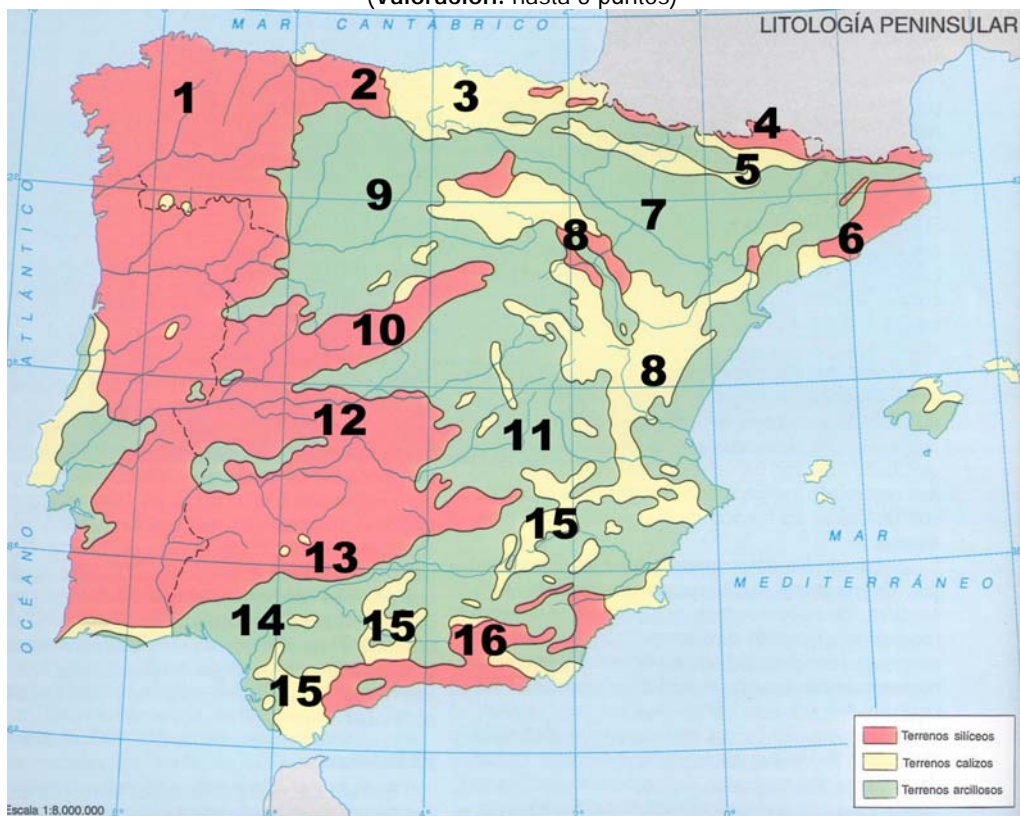 (Valoración: hasta 3 puntos)
MAR CANTÁBRICO
LITOLOGÍA PENINSULAR
1
2
3
4
5
9
7
8
6
OCÉANO ATLÁNTICO
10
8
12
11
15
MAR
MEDITERRÁNEO
13
14
15
16
15
Terrenos silíceos
Terrenos calizos
Terrenos arcillosos
Escala 1:8.000.000